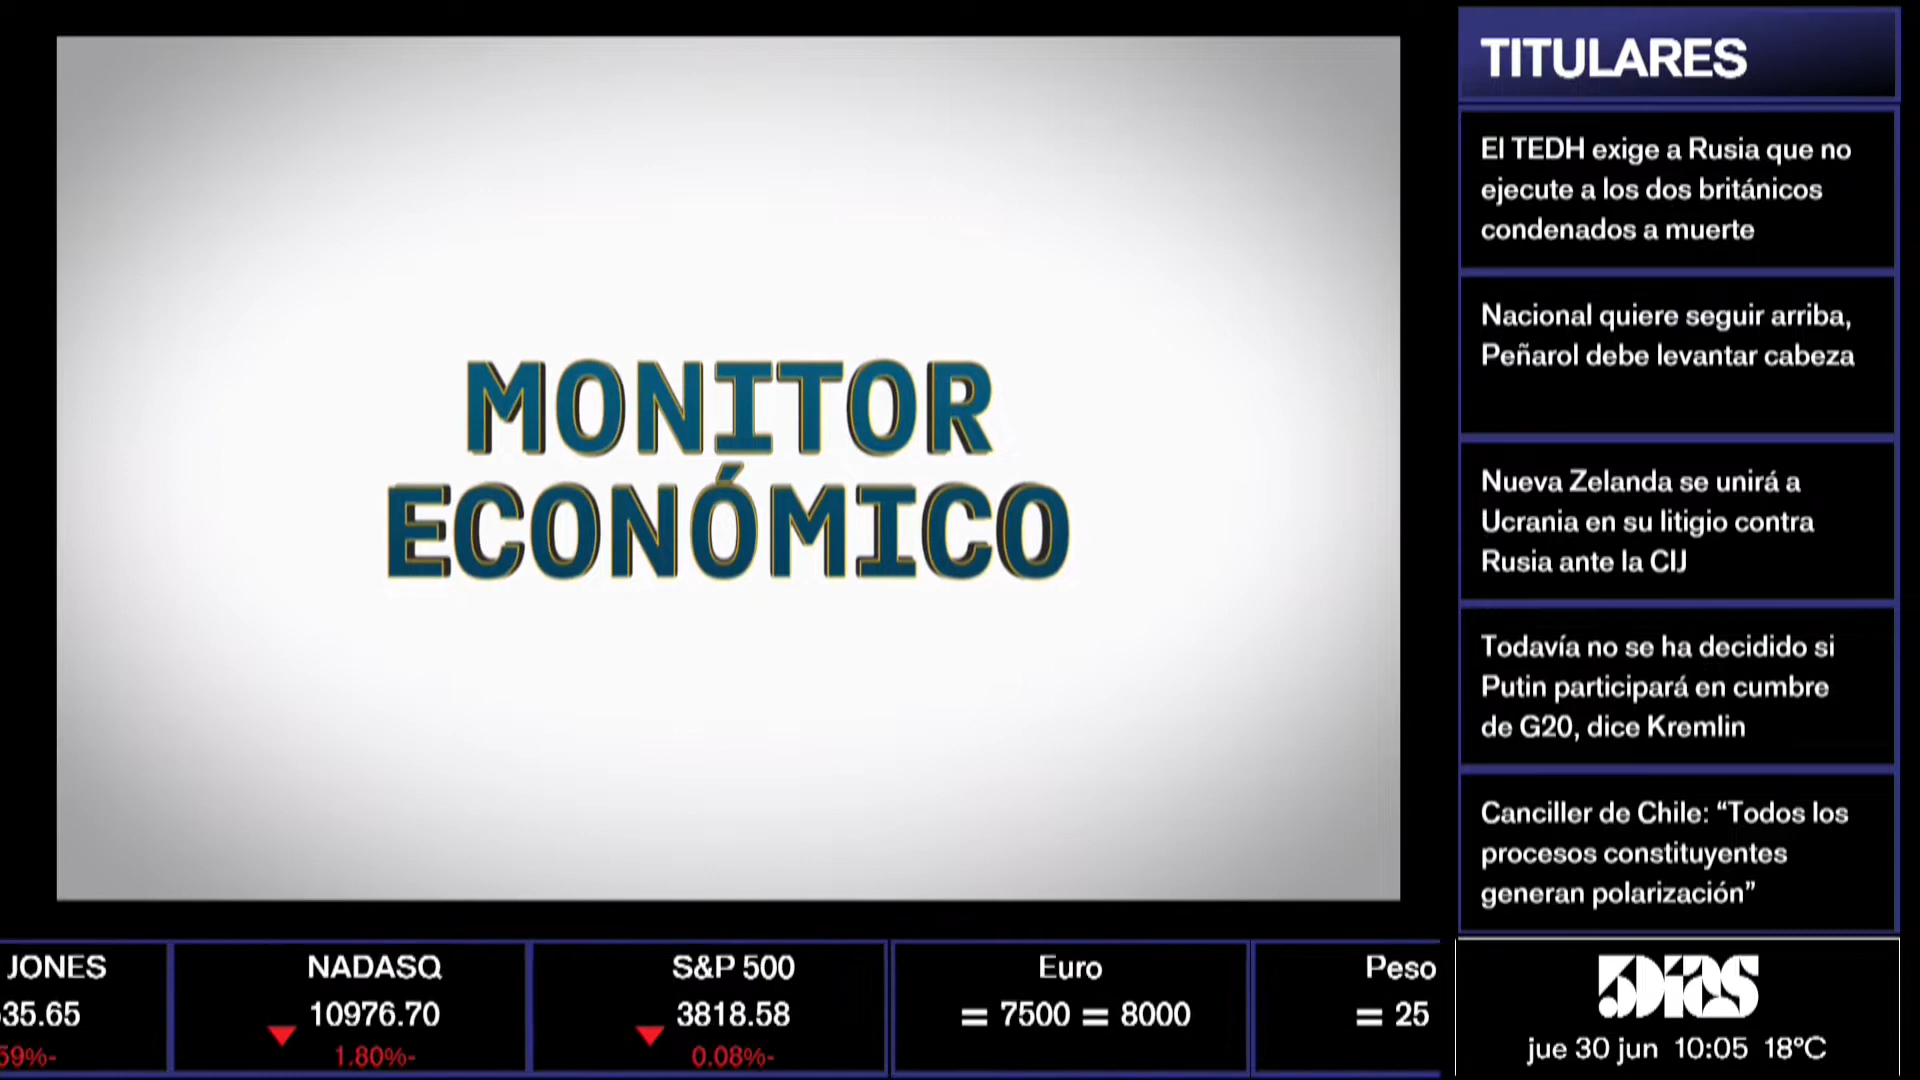 MONITOR
ECONÓMICO
TITULARES
El TEDH exige a Rusia que no
ejecute a los dos británicos
condenados a muerte
Nacional quiere seguir arriba,
Peñarol debe levantar cabeza
Nueva Zelanda se unirá a
Ucrania en su litigio contra
Rusia ante la CIJ
Todavía no se ha decidido si
Putin participará en cumbre
de G20, dice Kremlin
Canciller de Chile: “Todos los
procesos constituyentes
generan polarización”
JONES
35.65
59%-
NADASQ
10976.70
1.80%-
S&P 500
3818.58
0.08%-
Euro
= 7500 = 8000
Peso
= 25
5Días
jue 30 jun 10:05 18°C